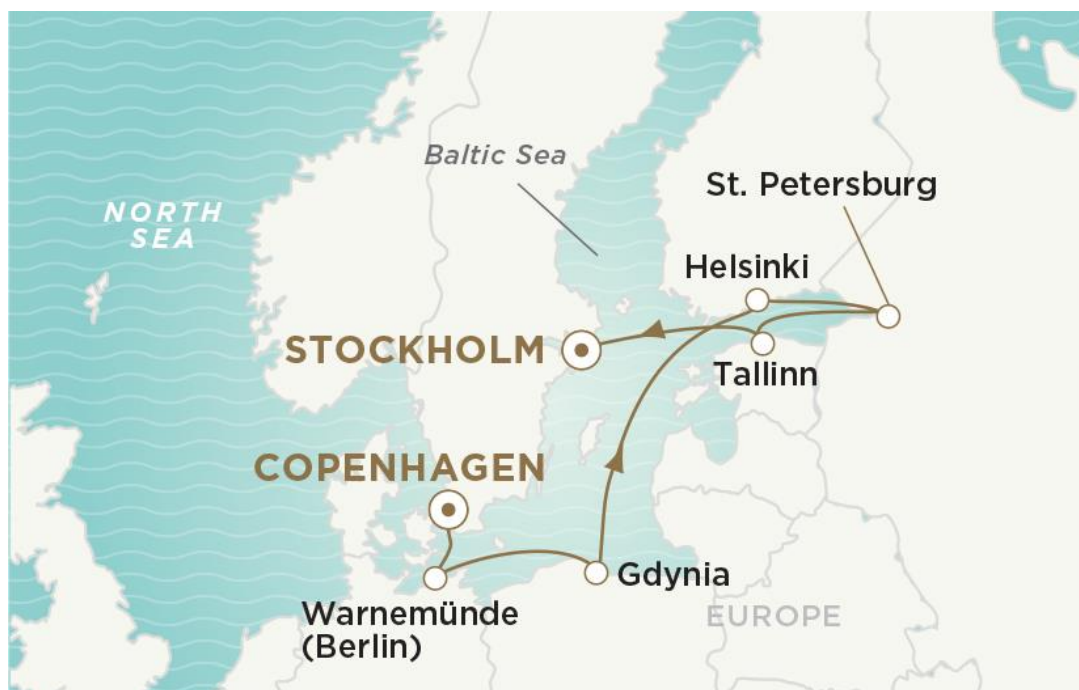 Baltic Sea
St. Petersburg
NORTH
SEA
Helsinki
STOCKHOLM
Tallinn
COPENHAGEN
Gdynia
Warnemünde
(Berlin)
EUROPE